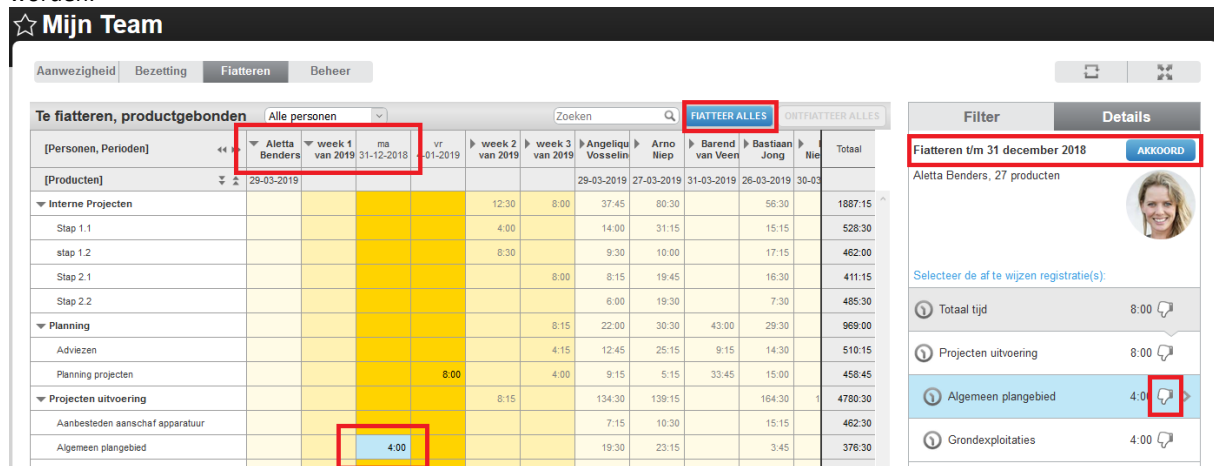 Mijn Team
Aanwezigheid Bezetting Fiatteren Beheer
Te fiatteren, productgebonden Alle personen Zoeken FIATTEER ALLES ONTFIATTEER ALLES
[Personen, Perioden] Aletta Benders week 1 van 2019 ma 31-12-2018 vr -01-2019 week 2 van 2019 week 3 van 2019 Angeliqu Vosselin Arno Niep Barend van Veen Bastiaan Jong Nie Totaal
[Producten] 29-03-2019 29-03-2019 27-03-2019 31-03-2019 26-03-2019 30-03
Interne Projecten 12:30 8:00 37:45 80:30 56:30 1887:15
Stap 1.1 4:00 14:00 31:15 15:15 528:30
stap 1.2 8:30 9:30 10:00 17:15 462:00
Stap 2.1 8:00 8:15 19:45 16:30 411:15
Stap 2.2 6:00 19:30 7:30 485:30
Planning 8:15 22:00 30:30 43:00 29:30 969:00
Adviezen 4:15 12:45 25:15 9:15 14:30 510:15
Planning projecten 8:00 4:00 9:15 5:15 33:45 15:00 458:45
Projecten uitvoering 8:15 134:30 139:15 164:30 1 4780:30
Aanbesteden aanschaf apparatuur 7:15 10:30 15:15 462:30
Algemeen plangebied 4:00 19:30 23:15 3:45 376:30
Filter Details
Fiatteren t/m 31 december 2018 AKKOORD
Aletta Benders, 27 producten
Selecteer de af te wijzen registratie(s):
Totaal tijd 8:00
Projecten uitvoering 8:00
Algemeen plangebied 4:00
Grondexploitaties 4:00